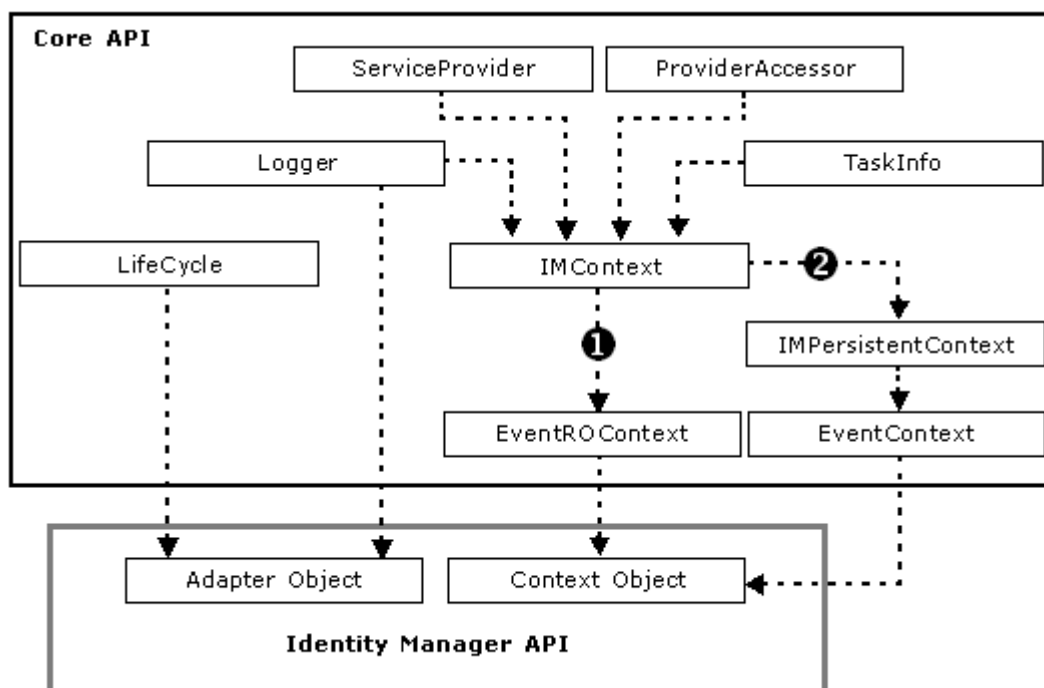 Core API
ServiceProvider
ProviderAccessor
Logger
TaskInfo
LifeCycle
IMContext
2
1
IMPersistentContext
EventROContext
EventContext
Adapter Object
Context Object
Identity Manager API